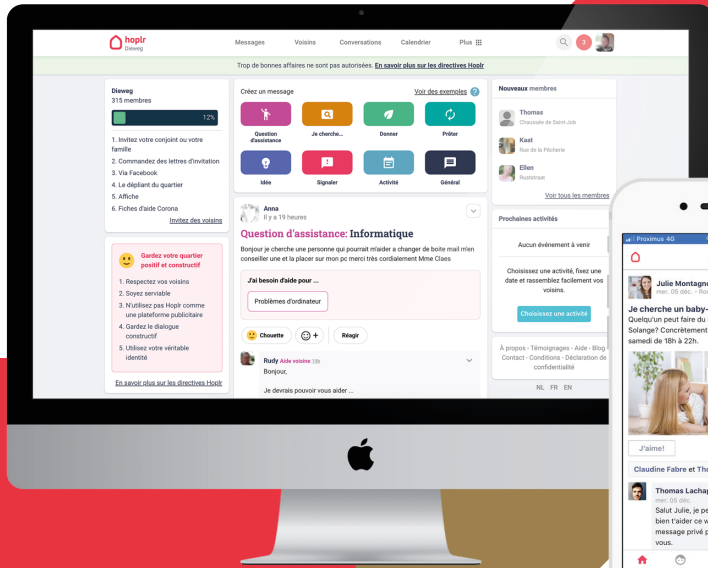 hoplr
Dieweg
Messages
Voisins
Conversations
Calendrier
Plus
3
Trop de bonnes affaires ne sont pas autorisées. En savoir plus sur les directives Hoplr
Dieweg
315 membres
12%
1. Invitez votre conjoint ou votre
famille
2. Commandez des lettres d'invitation
3. Via Facebook
4. Le dépliant du quartier
5. Affiche
6. Fiches d'aide Corona
Invitez des voisins
Gardez votre quartier
positif et constructif
1. Respectez vos voisins
2. Soyez serviable
3. N'utilisez pas Hoplr comme
une plateforme publicitaire
4. Gardez le dialogue
constructif
5. Utilisez votre véritable
identité
En savoir plus sur les directives Hoplr
Créez un message
Voir des exemples ?
Question
d'assistance
Je cherche...
Donner
Prêter
Idée
Signaler
Activité
Général
Anna
il y a 19 heures
Question d'assistance: Informatique
Bonjour je cherche une personne qui pourrait m'aider a changer de boite mail m'en
conseiller une et la placer sur mon pc merci très cordialement Mme Claes
J'ai besoin d'aide pour ...
Problèmes d'ordinateur
Chouette
+
Réagir
Rudy Aide voisine 19h
Bonjour,
Je devrais pouvoir vous aider ...
Nouveaux membres
Thomas
Chaussée de Saint-Job
Kaat
Rue de la Pêcherie
Ellen
Ruststraat
Voir tous les membres
Prochaines activités
Aucun événement à venir
Choisissez une activité, fixez une
date et rassemblez facilement vos
voisins.
Choisissez une activité
À propos - Témoignages - Aide - Blog -
Contact - Conditions - Déclaration de
confidentialité
NL FR EN
Proximus 4G
Julie Montagn
mer. 05 déc. - Ro
Je cherche un baby-
Quelqu'un peut faire du
Solange? Concrètement
samedi de 18h à 22h.
J'aime!
Claudine Fabre et Tho
Thomas Lachap
mer. 05 déc.
Salut Julie, je pe
bien t'aider ce w
message privé p
vous.